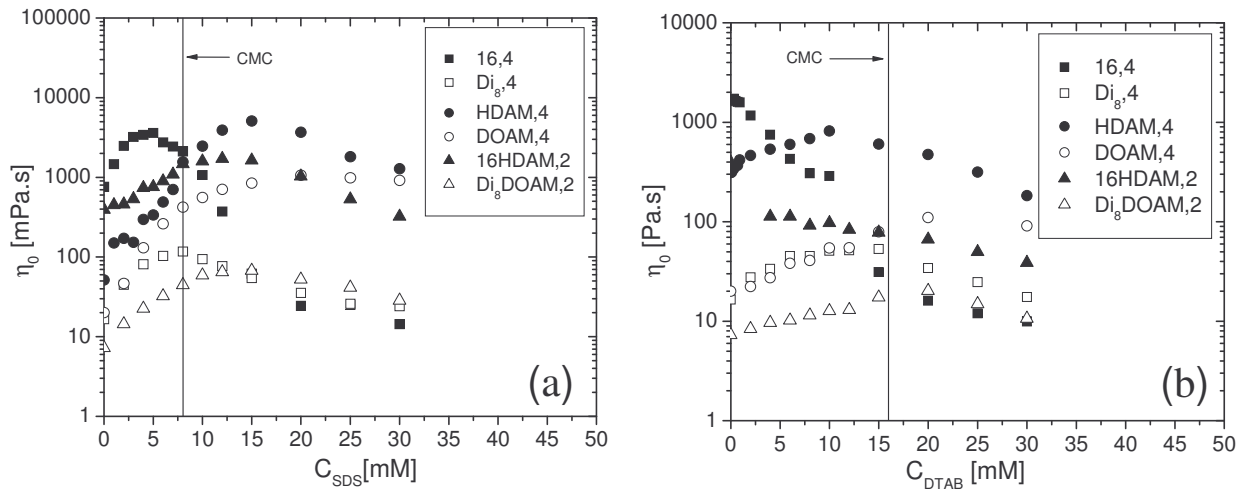 100000
10000
1000
100
10
1
η₀ [mPa.s]
CMC
16,4
Di₈,4
HDAM,4
DOAM,4
16HDAM,2
Di₈DOAM,2
(a)
0 5 10 15 20 25 30 35 40 45 50
C_SDS[mM]
10000
1000
100
10
1
η₀ [Pa.s]
CMC
16,4
Di₈,4
HDAM,4
DOAM,4
16HDAM,2
Di₈DOAM,2
(b)
0 5 10 15 20 25 30 35 40 45 50
C_DTAB[mM]